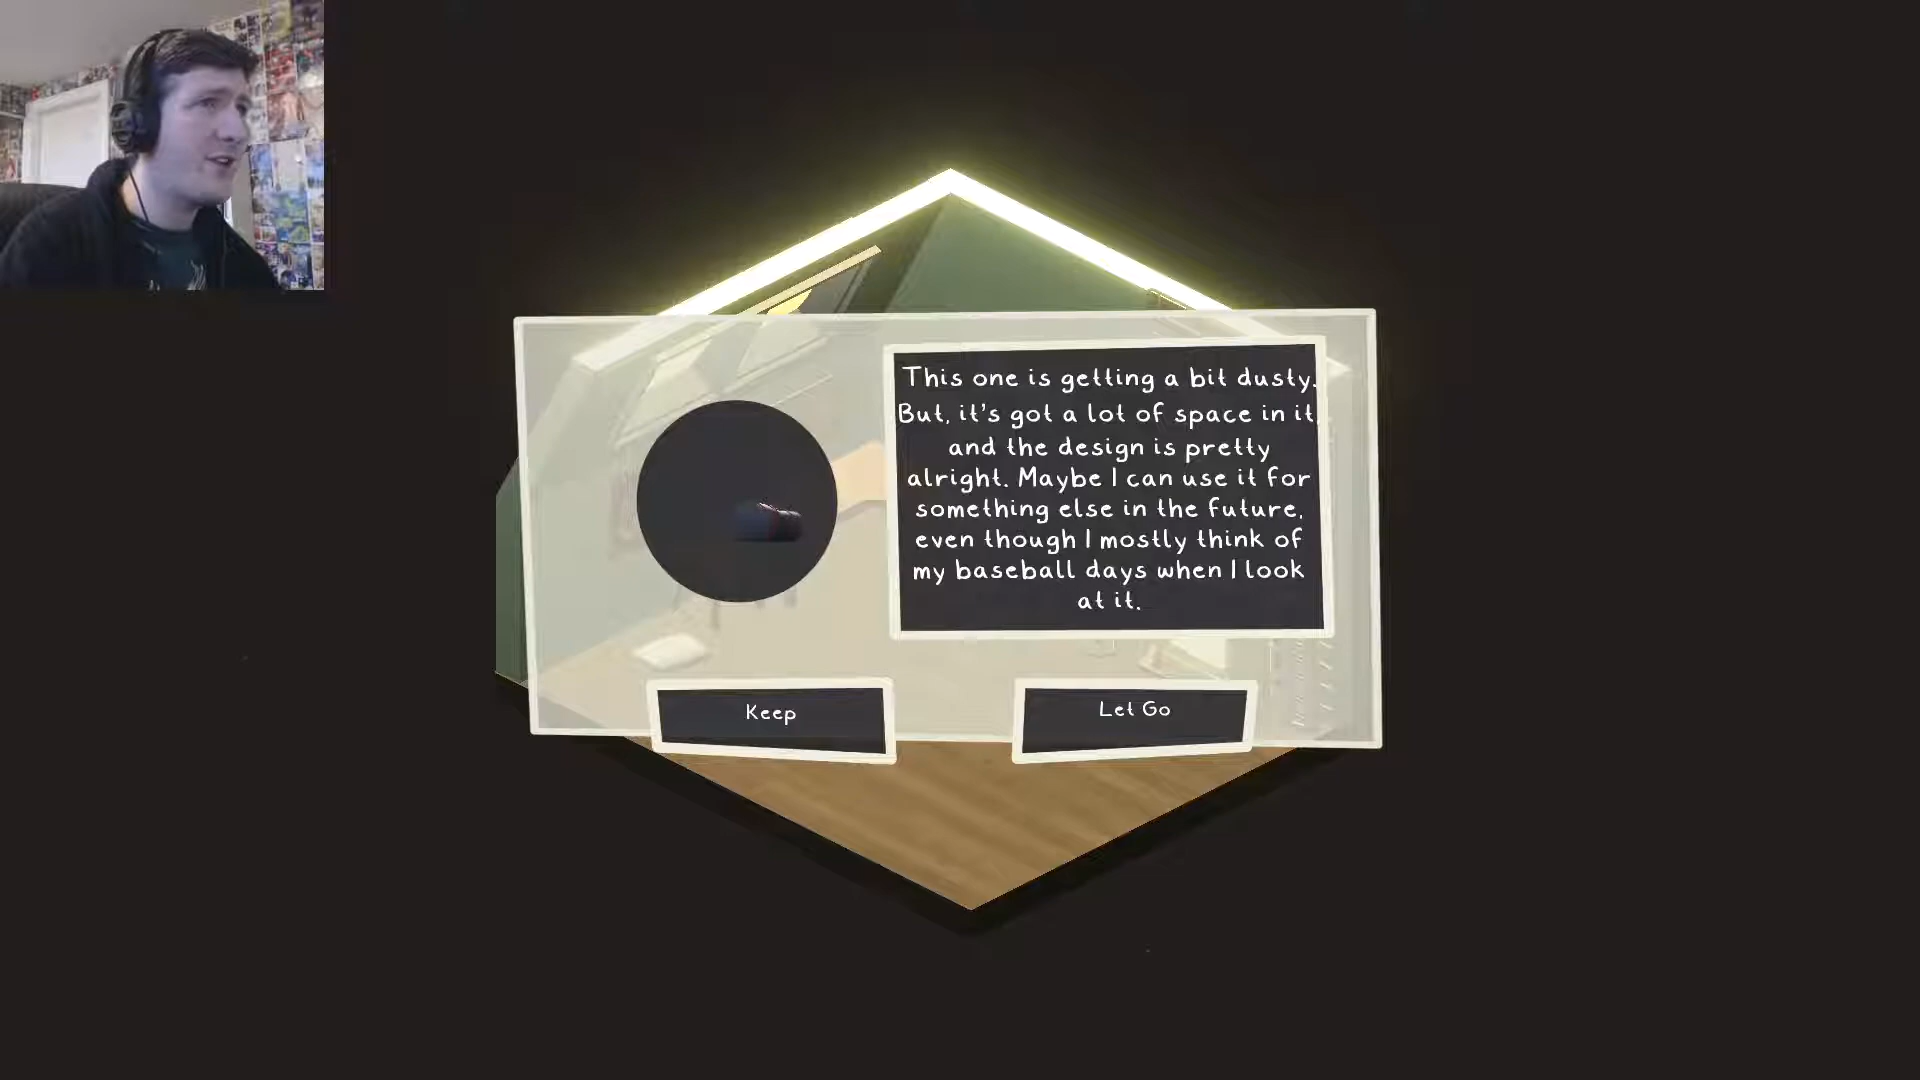 This one is getting a bit dusty.
But, it's got a lot of space in it
and the design is pretty
alright. Maybe I can use it for
something else in the future,
even though I mostly think of
my baseball days when I look
at it.
Keep
Let Go